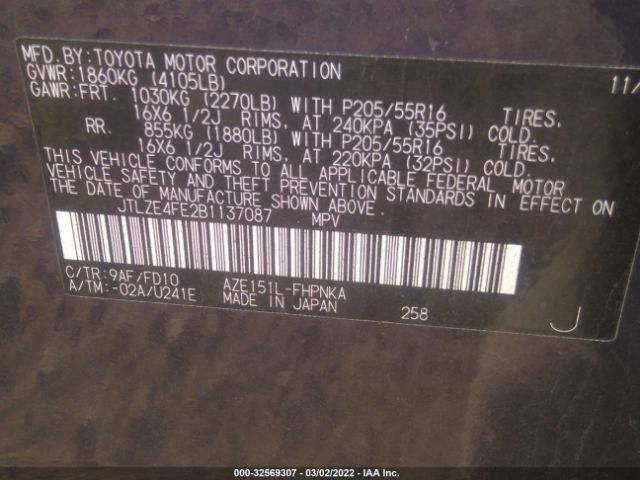 MFD.BY:TOYOTA MOTOR CORPORATION 11/
GVWR:1860KG (4105LB)
GAWR:FRT. 1030KG (2270LB) WITH P205/55R16 TIRES.
16X6 1/2J RIMS, AT 240KPA (35PSI) COLD.
RR. 855KG (1880LB) WITH P205/55R16 TIRES.
16X6 1/2J RIMS, AT 220KPA (32PSI) COLD.
THIS VEHICLE CONFORMS TO ALL APPLICABLE FEDERAL MOTOR
VEHICLE SAFETY AND THEFT PREVENTION STANDARDS IN EFFECT ON
THE DATE OF MANUFACTURE SHOWN ABOVE.
JTLZE4FE2B1137087 MPV
C/TR:9AF/FD10 AZE151L-FHPNKA
A/TM:-02A/U241E MADE IN JAPAN 258 J
000-32569307 - 03/02/2022 - IAA Inc.